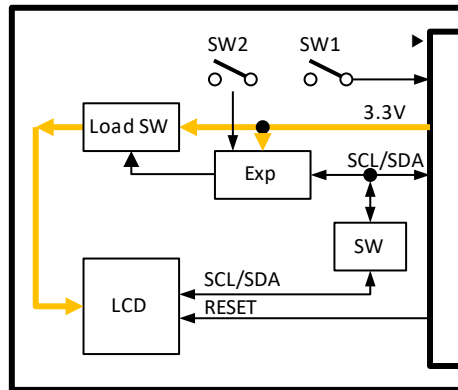 SW2
SW1
Load SW
3.3V
Exp
SCL/SDA
SW
LCD
SCL/SDA
RESET